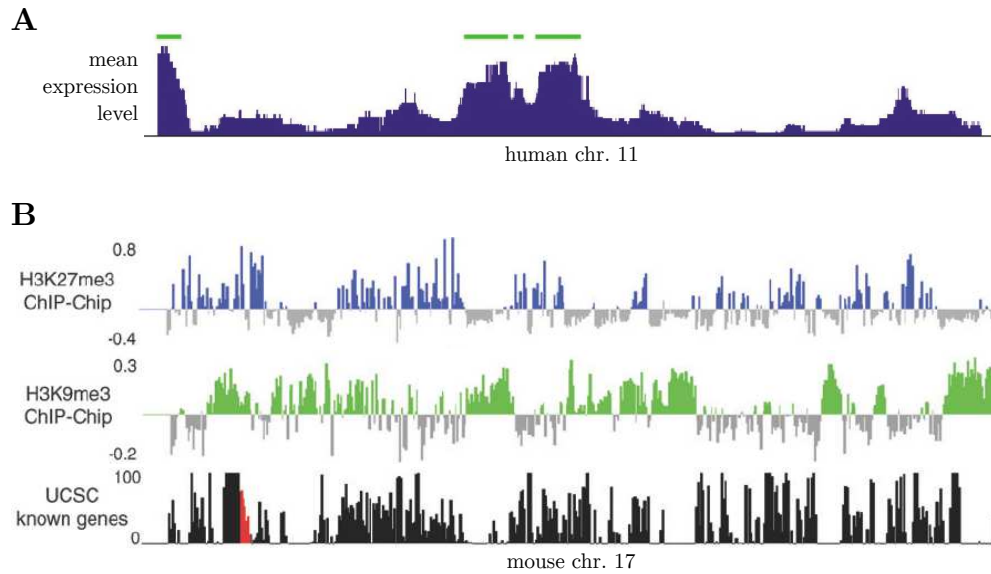 A
mean
expression
level
human chr. 11
B
0.8
H3K27me3
ChIP-Chip
-0.4
0.3
H3K9me3
ChIP-Chip
-0.2
100
UCSC
known genes
0
mouse chr. 17